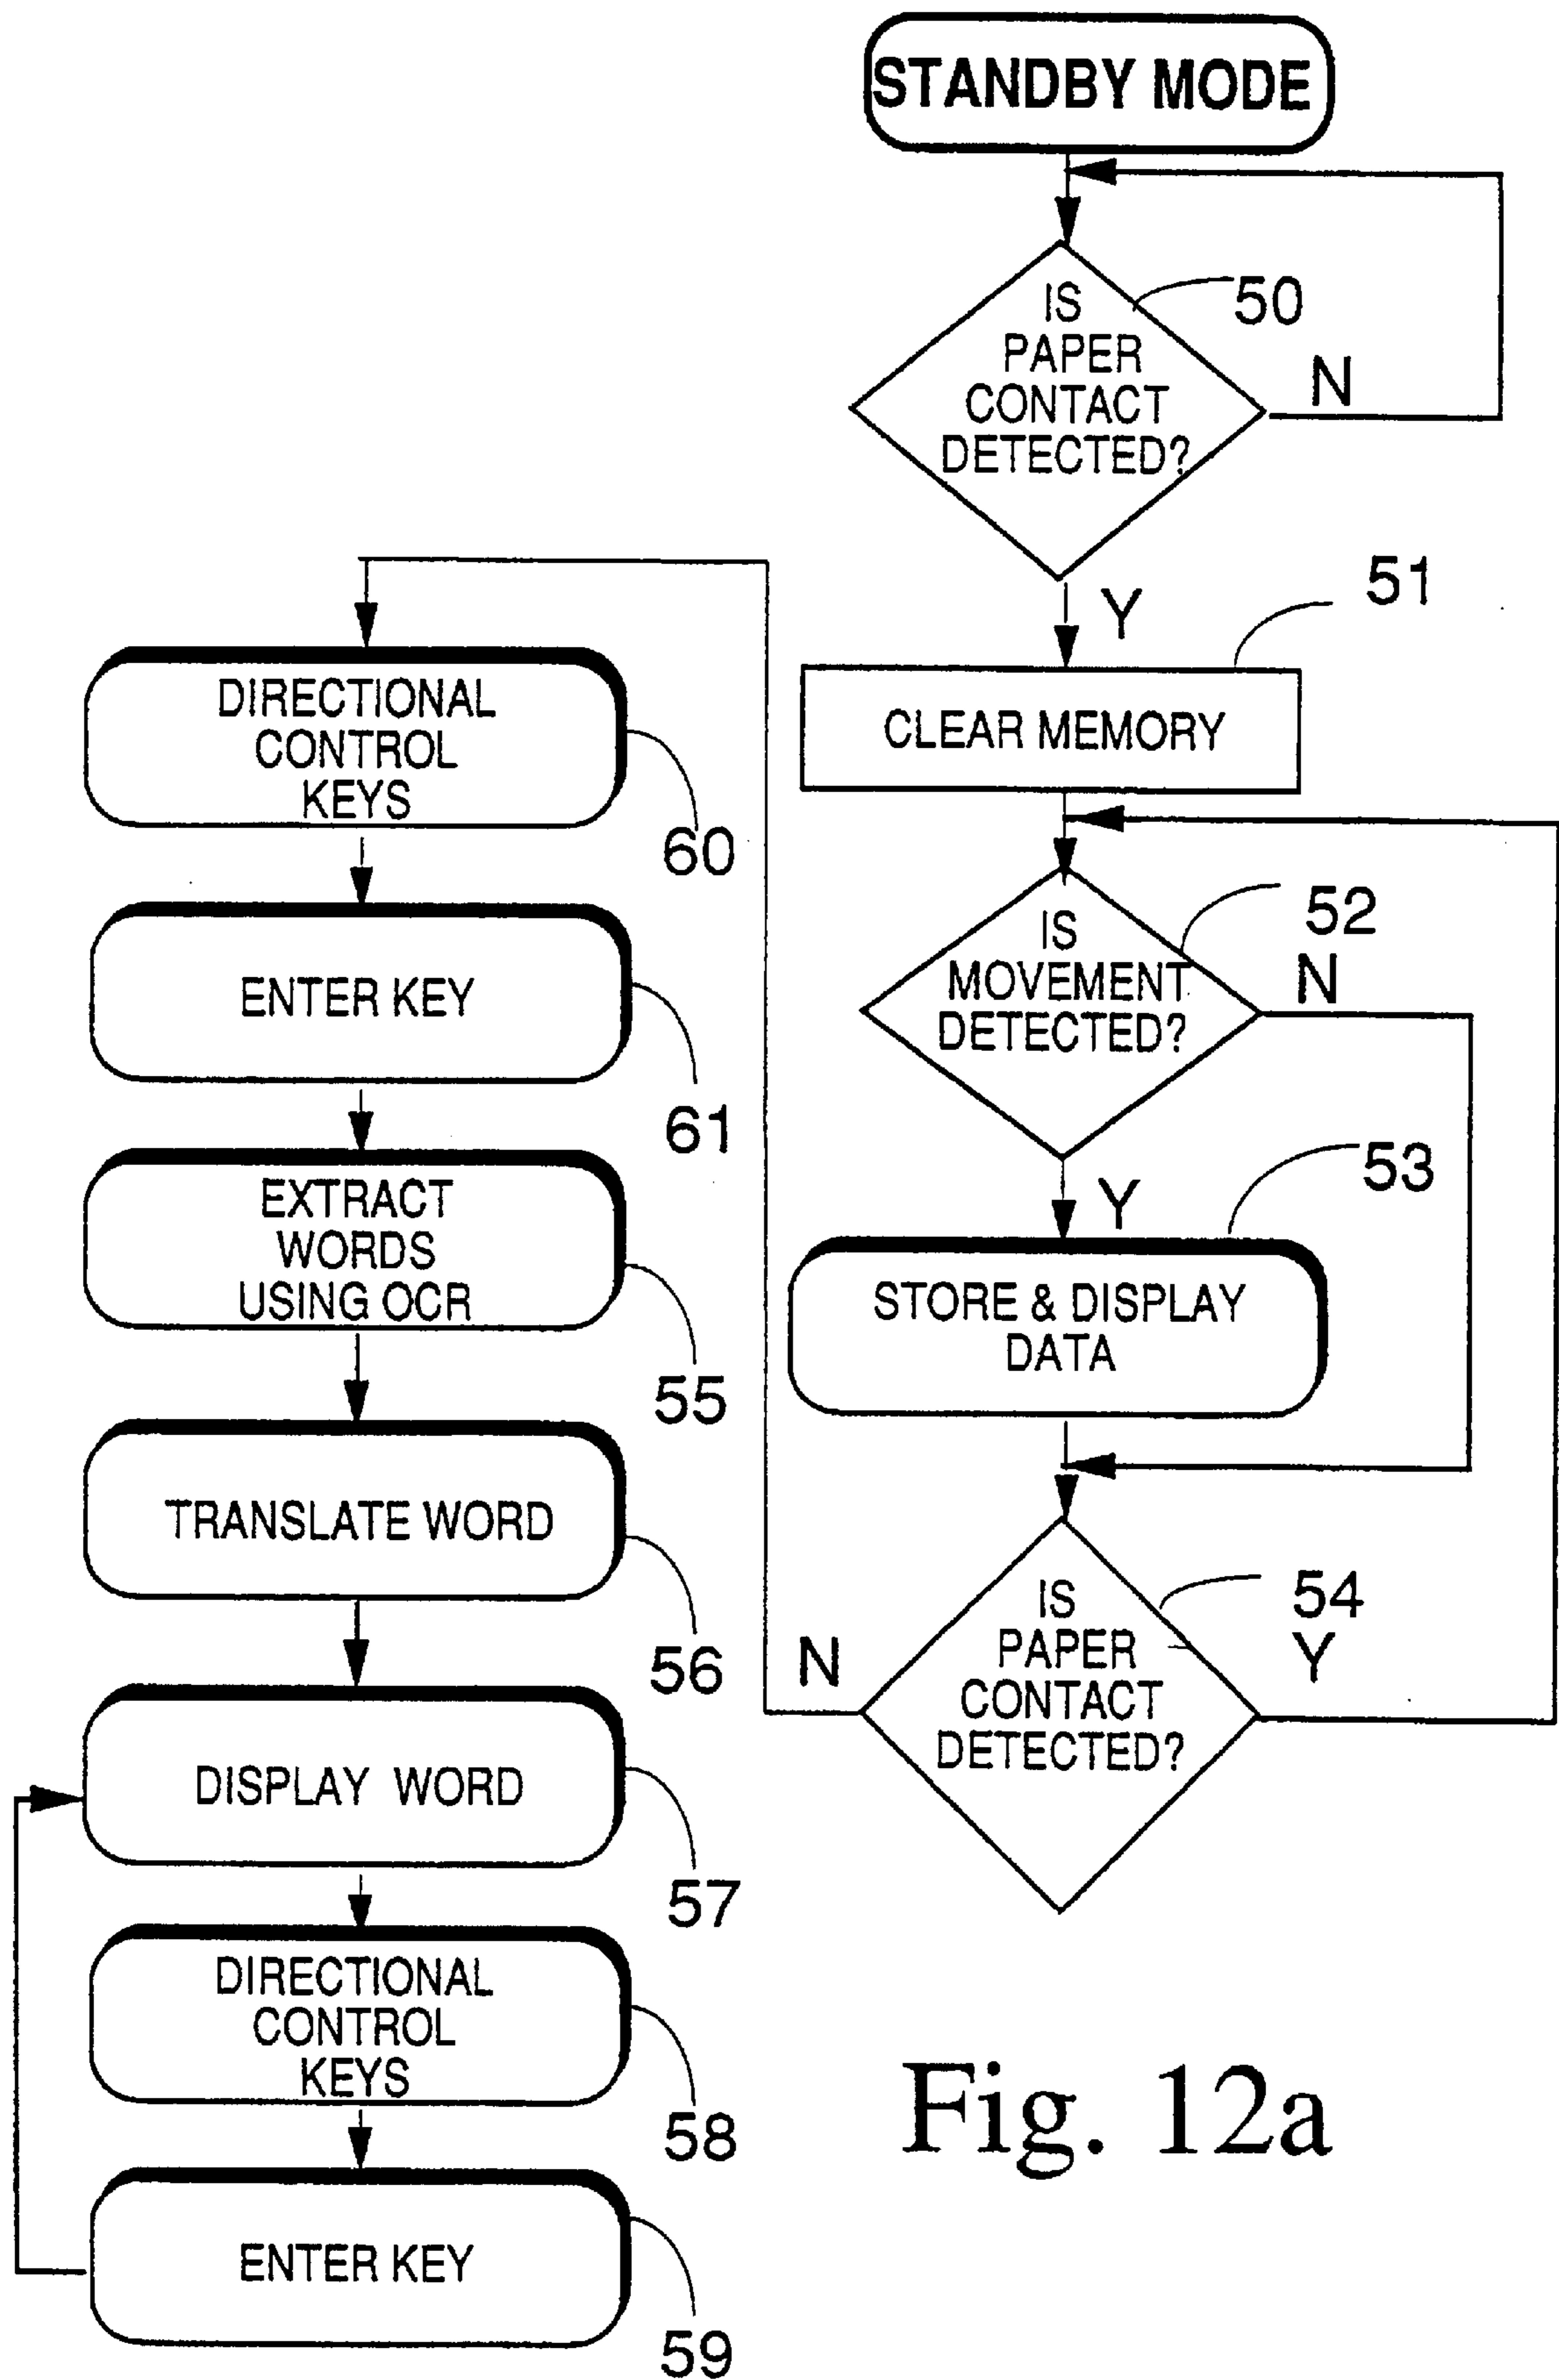 STANDBY MODE
IS
PAPER
CONTACT
DETECTED?
50
N
Y
51
CLEAR MEMORY
IS
MOVEMENT
DETECTED?
52
N
Y
53
STORE & DISPLAY
DATA
IS
PAPER
CONTACT
DETECTED?
54
Y
N
DIRECTIONAL
CONTROL
KEYS
60
ENTER KEY
61
EXTRACT
WORDS
USING OCR
55
TRANSLATE WORD
56
DISPLAY WORD
57
DIRECTIONAL
CONTROL
KEYS
58
ENTER KEY
59
Fig. 12a